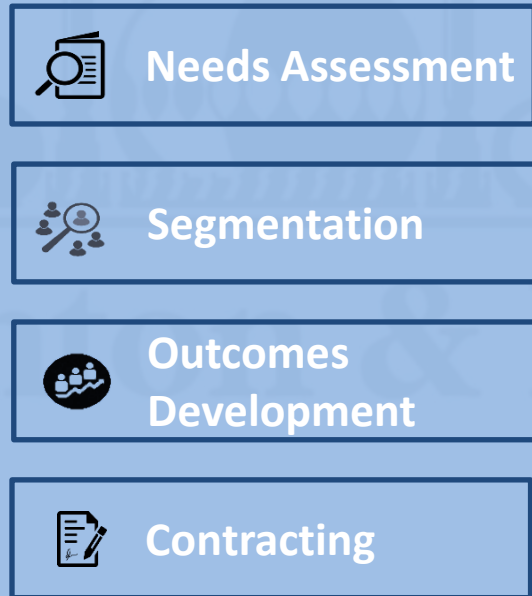 Needs Assessment
Segmentation
Outcomes
Development
Contracting